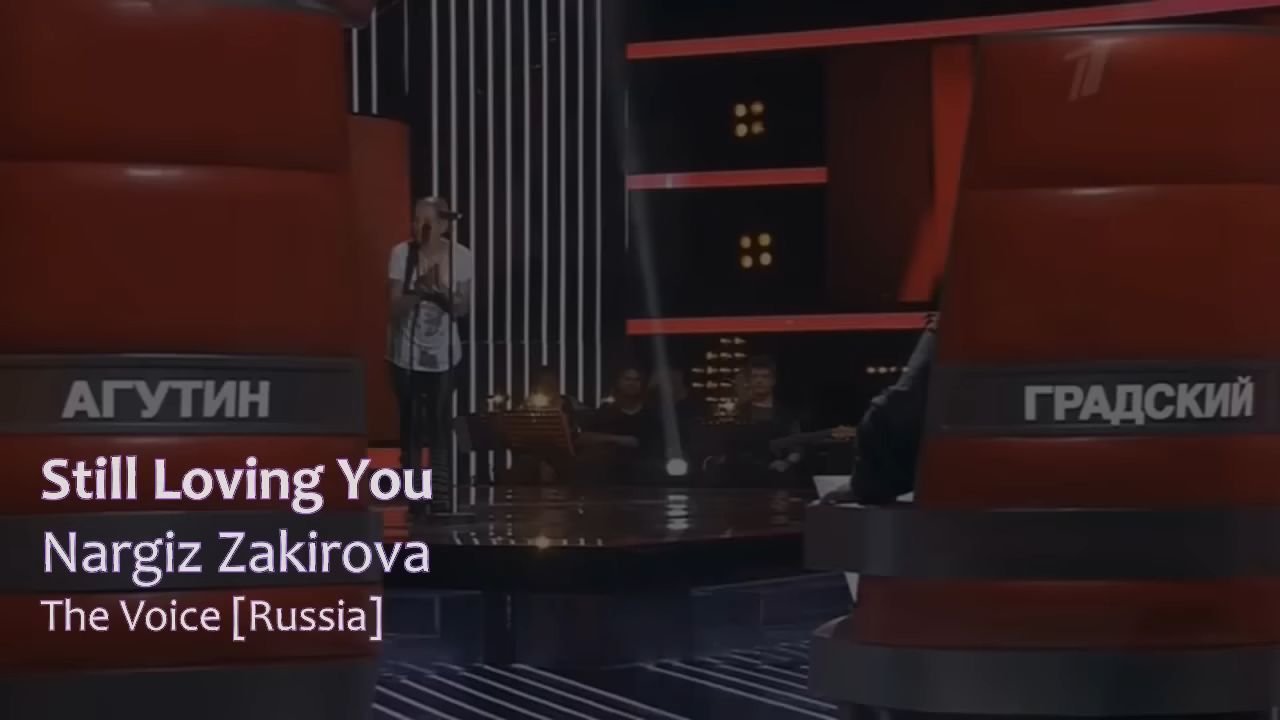 АГУТИН
ГРАДСКИЙ
Still Loving You
Nargiz Zakirova
The Voice [Russia]